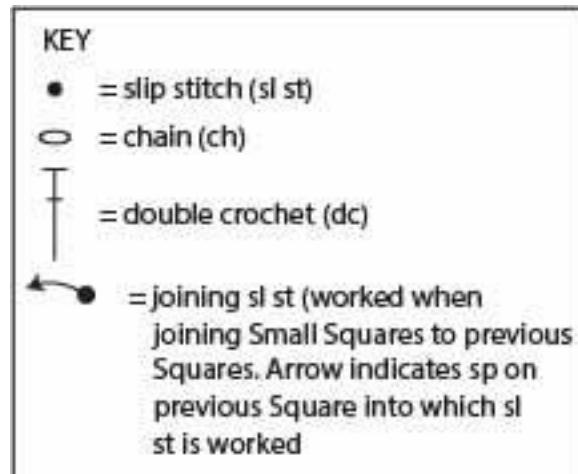 KEY
= slip stitch (sl st)
= chain (ch)
= double crochet (dc)
= joining sl st (worked when
joining Small Squares to previous
Squares. Arrow indicates sp on
previous Square into which sl
st is worked